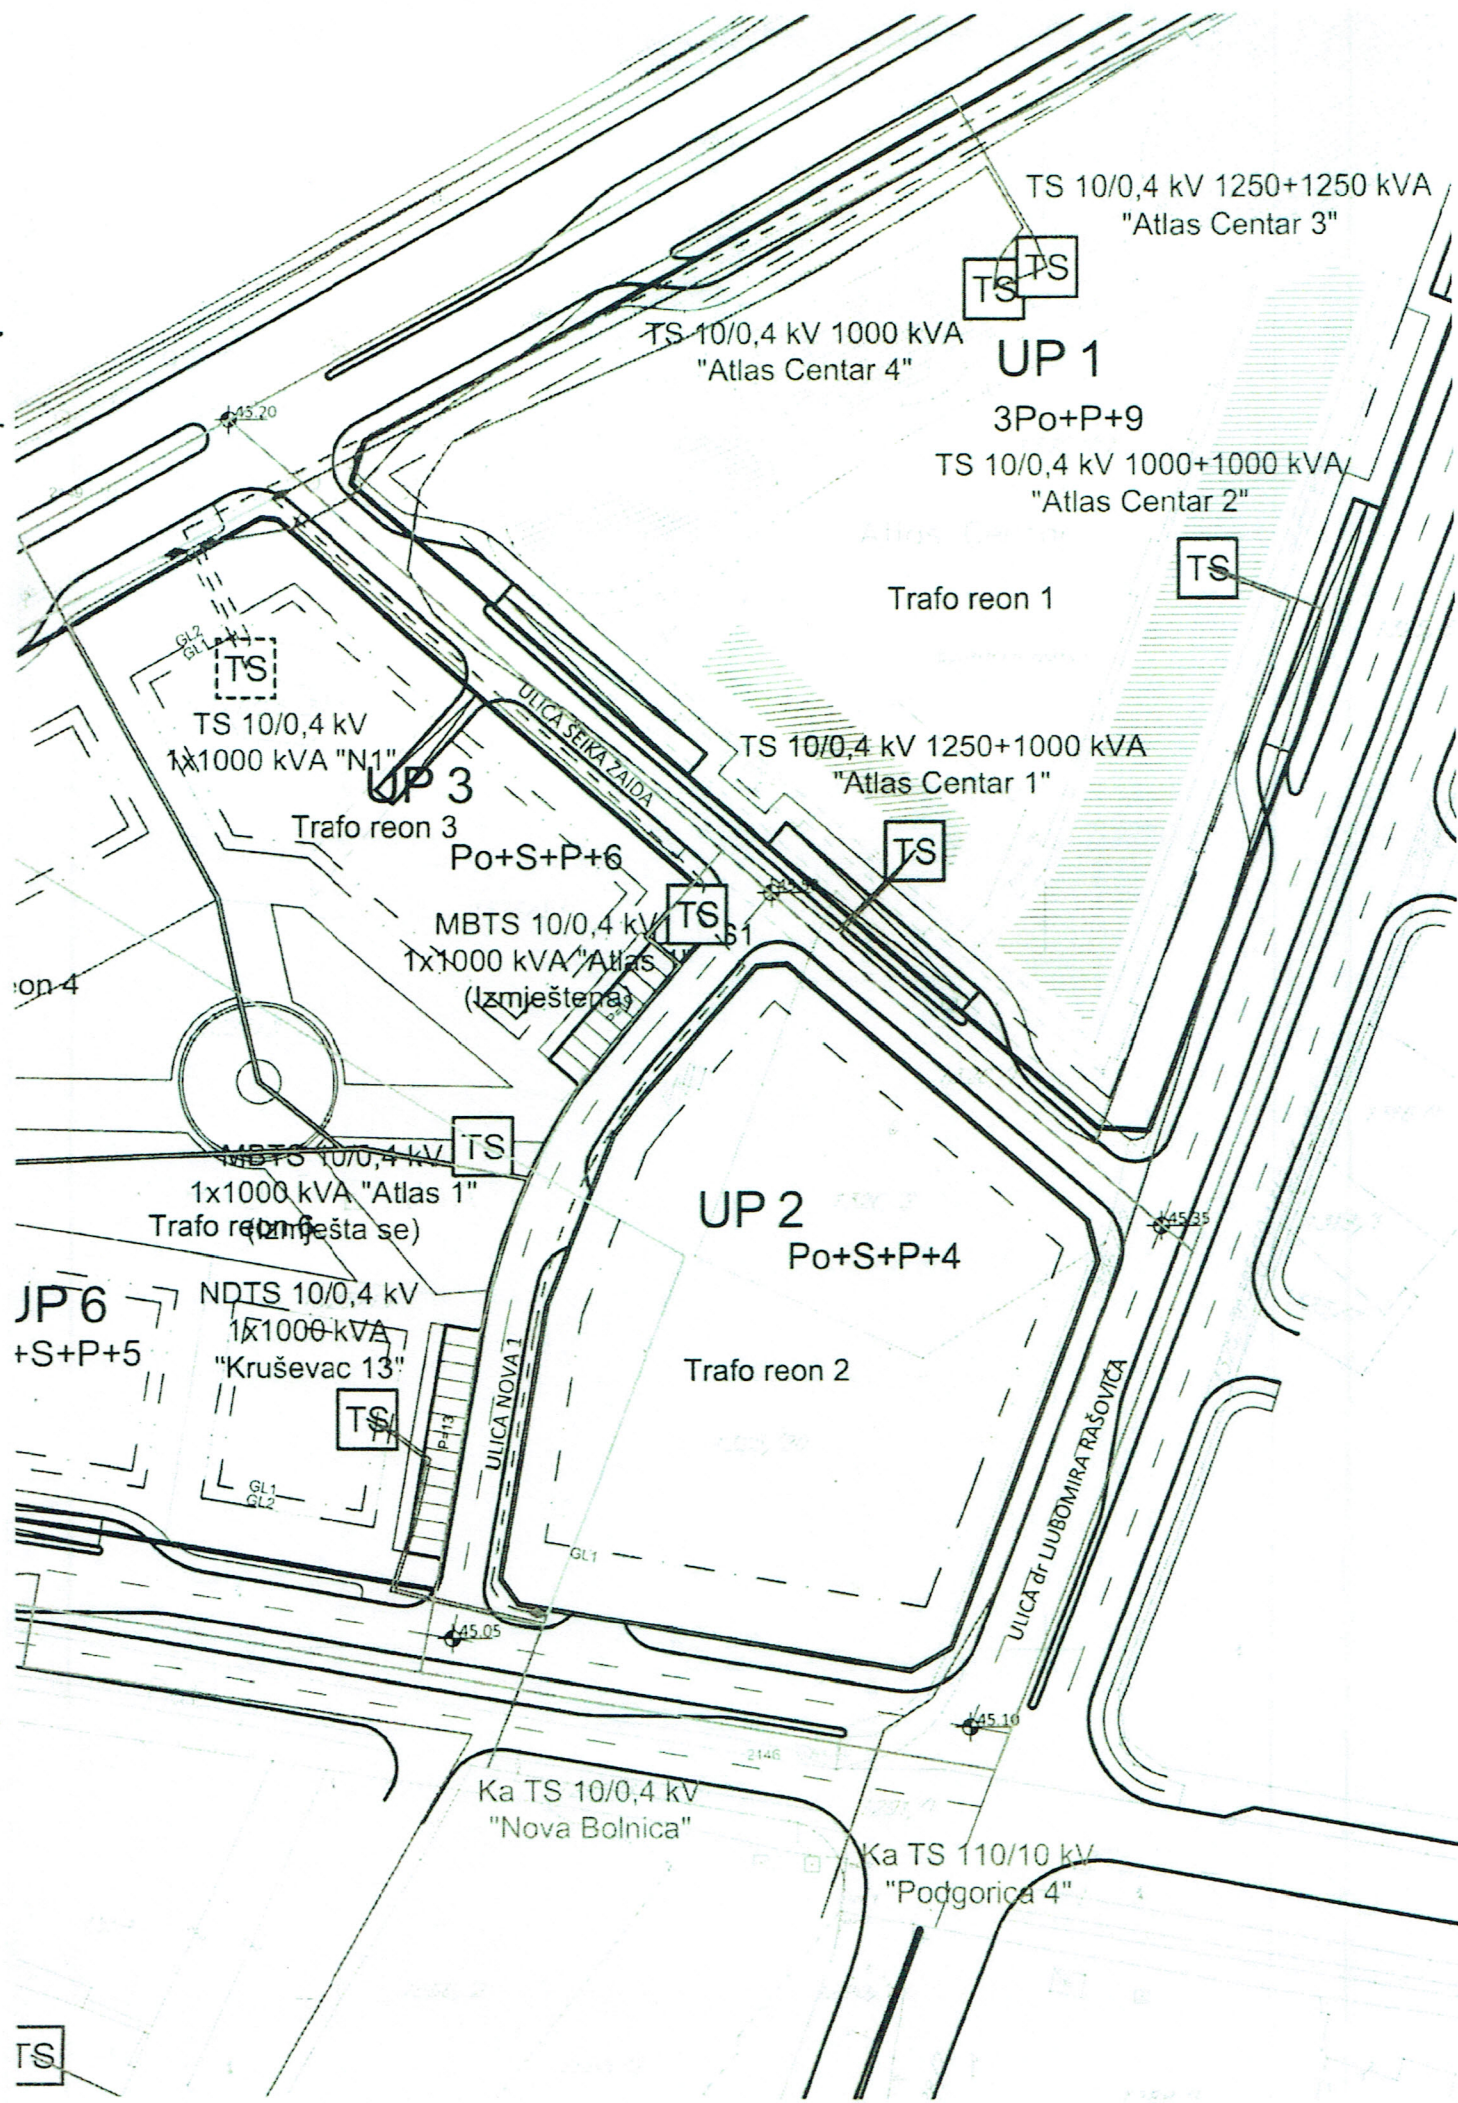 TS 10/0,4 kV 1250+1250 kVA
"Atlas Centar 3"
TS
TS
TS 10/0,4 kV 1000 kVA
"Atlas Centar 4"
UP 1
3Po+P+9
TS 10/0,4 kV 1000+1000 kVA
"Atlas Centar 2"
45.20
TS
Trafo reon 1
GL2
GL1
TS
TS 10/0,4 kV
1x1000 kVA "N1"
ULICA ŠEIKA ZAIDA
UP 3
Trafo reon 3
Po+S+P+6
TS 10/0,4 kV 1250+1000 kVA
"Atlas Centar 1"
TS
TS
MBTS 10/0,4 kV
1x1000 kVA "Atlas
(Izmještena)
S1
eon 4
TS
MBTS 10/0,4 kV
1x1000 kVA "Atlas 1"
(Izmješta se)
Trafo reon 6
UP 2
Po+S+P+4
45.35
UP 6
+S+P+5
NDTS 10/0,4 kV
1x1000 kVA
"Kruševac 13"
TS
P=13
ULICA NOVA 1
Trafo reon 2
ULICA dr LJUBOMIRA RAŠOVIĆA
GL1
GL2
GL1
45.05
45.10
2146
Ka TS 10/0,4 kV
"Nova Bolnica"
Ka TS 110/10 kV
"Podgorica 4"
TS